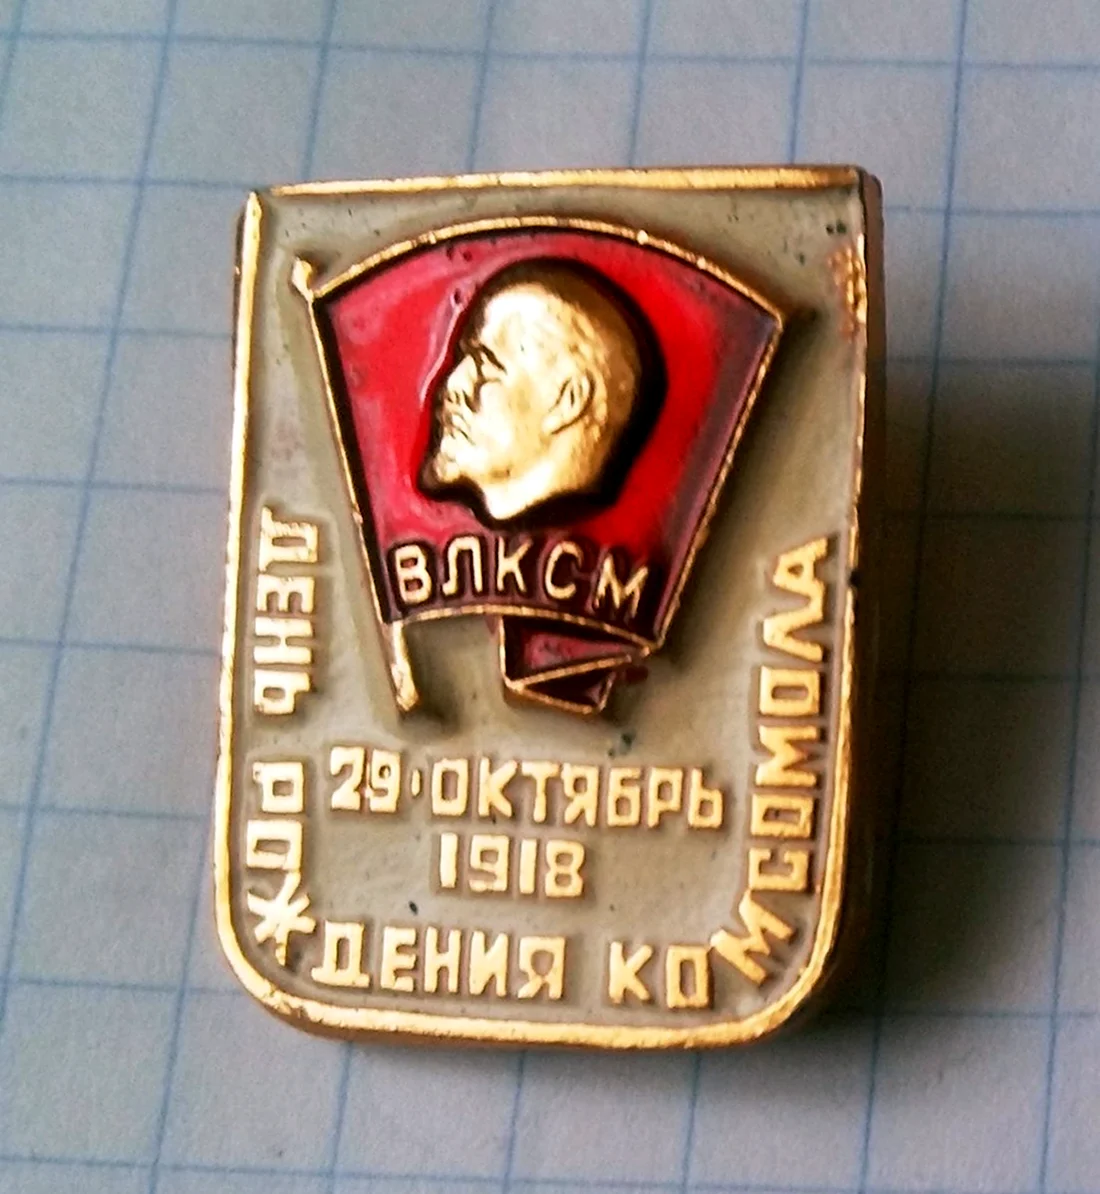 ВЛКСМ
29·ОКТЯБРЬ
1918
ДЕНЬ РОЖДЕНИЯ КОМСОМОЛА